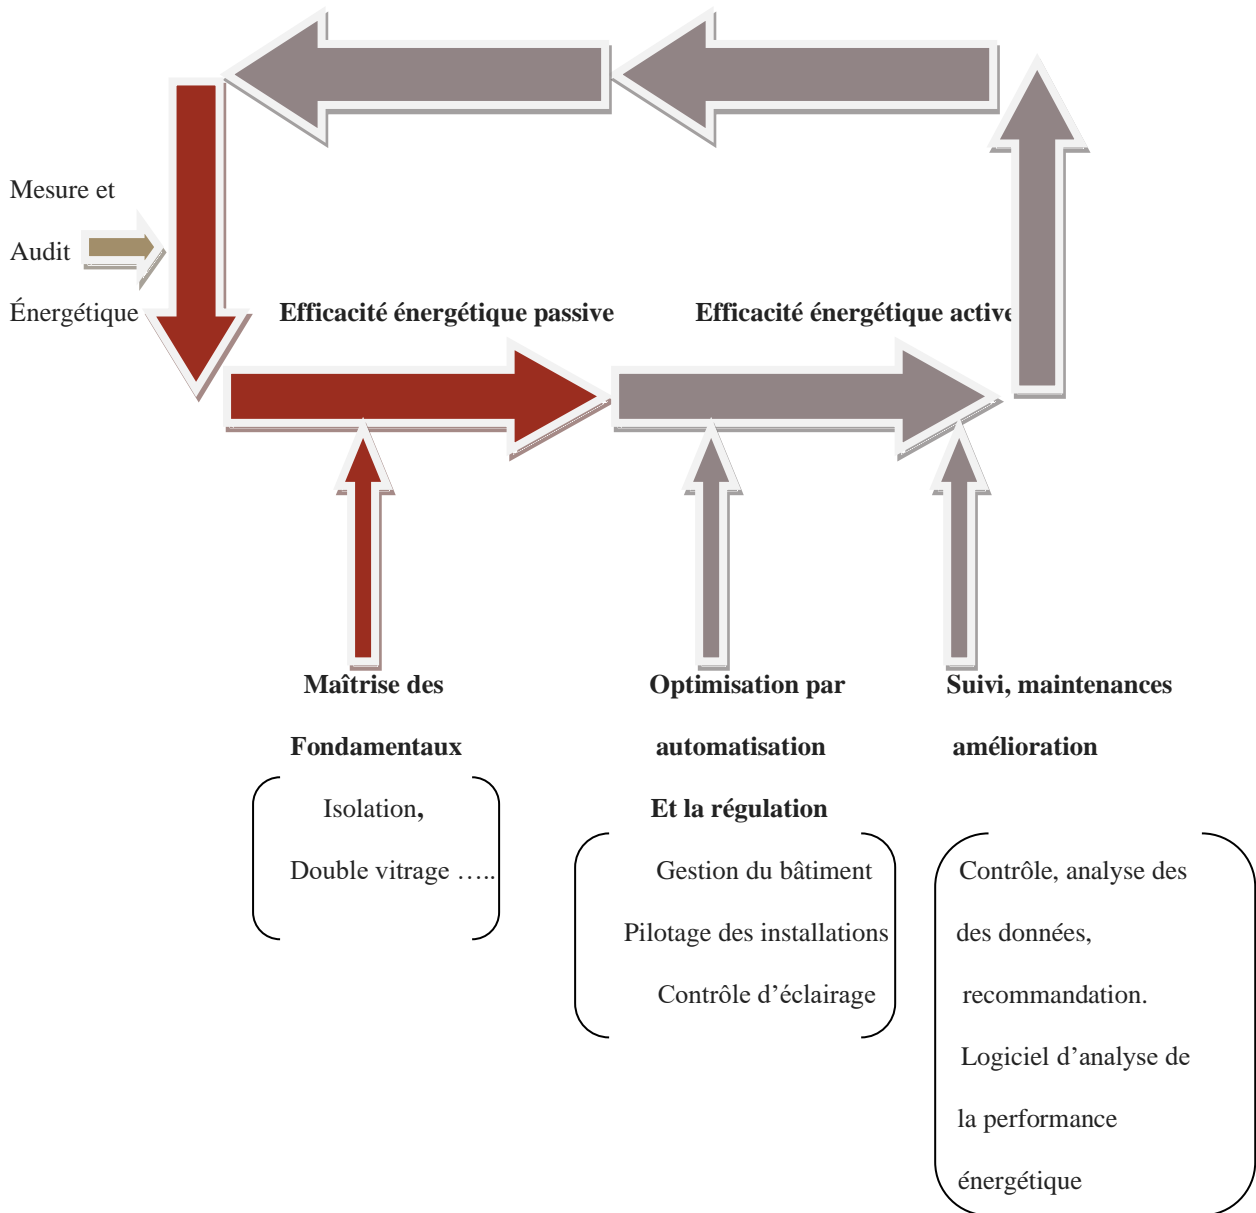 Mesure et
Audit
Énergétique
Efficacité énergétique passive
Efficacité énergétique active
Maîtrise des
Fondamentaux
Isolation,
Double vitrage …..
Optimisation par
automatisation
Et la régulation
Gestion du bâtiment
Pilotage des installations
Contrôle d’éclairage
Suivi, maintenances
amélioration
Contrôle, analyse des
des données,
recommandation.
Logiciel d’analyse de
la performance
énergétique